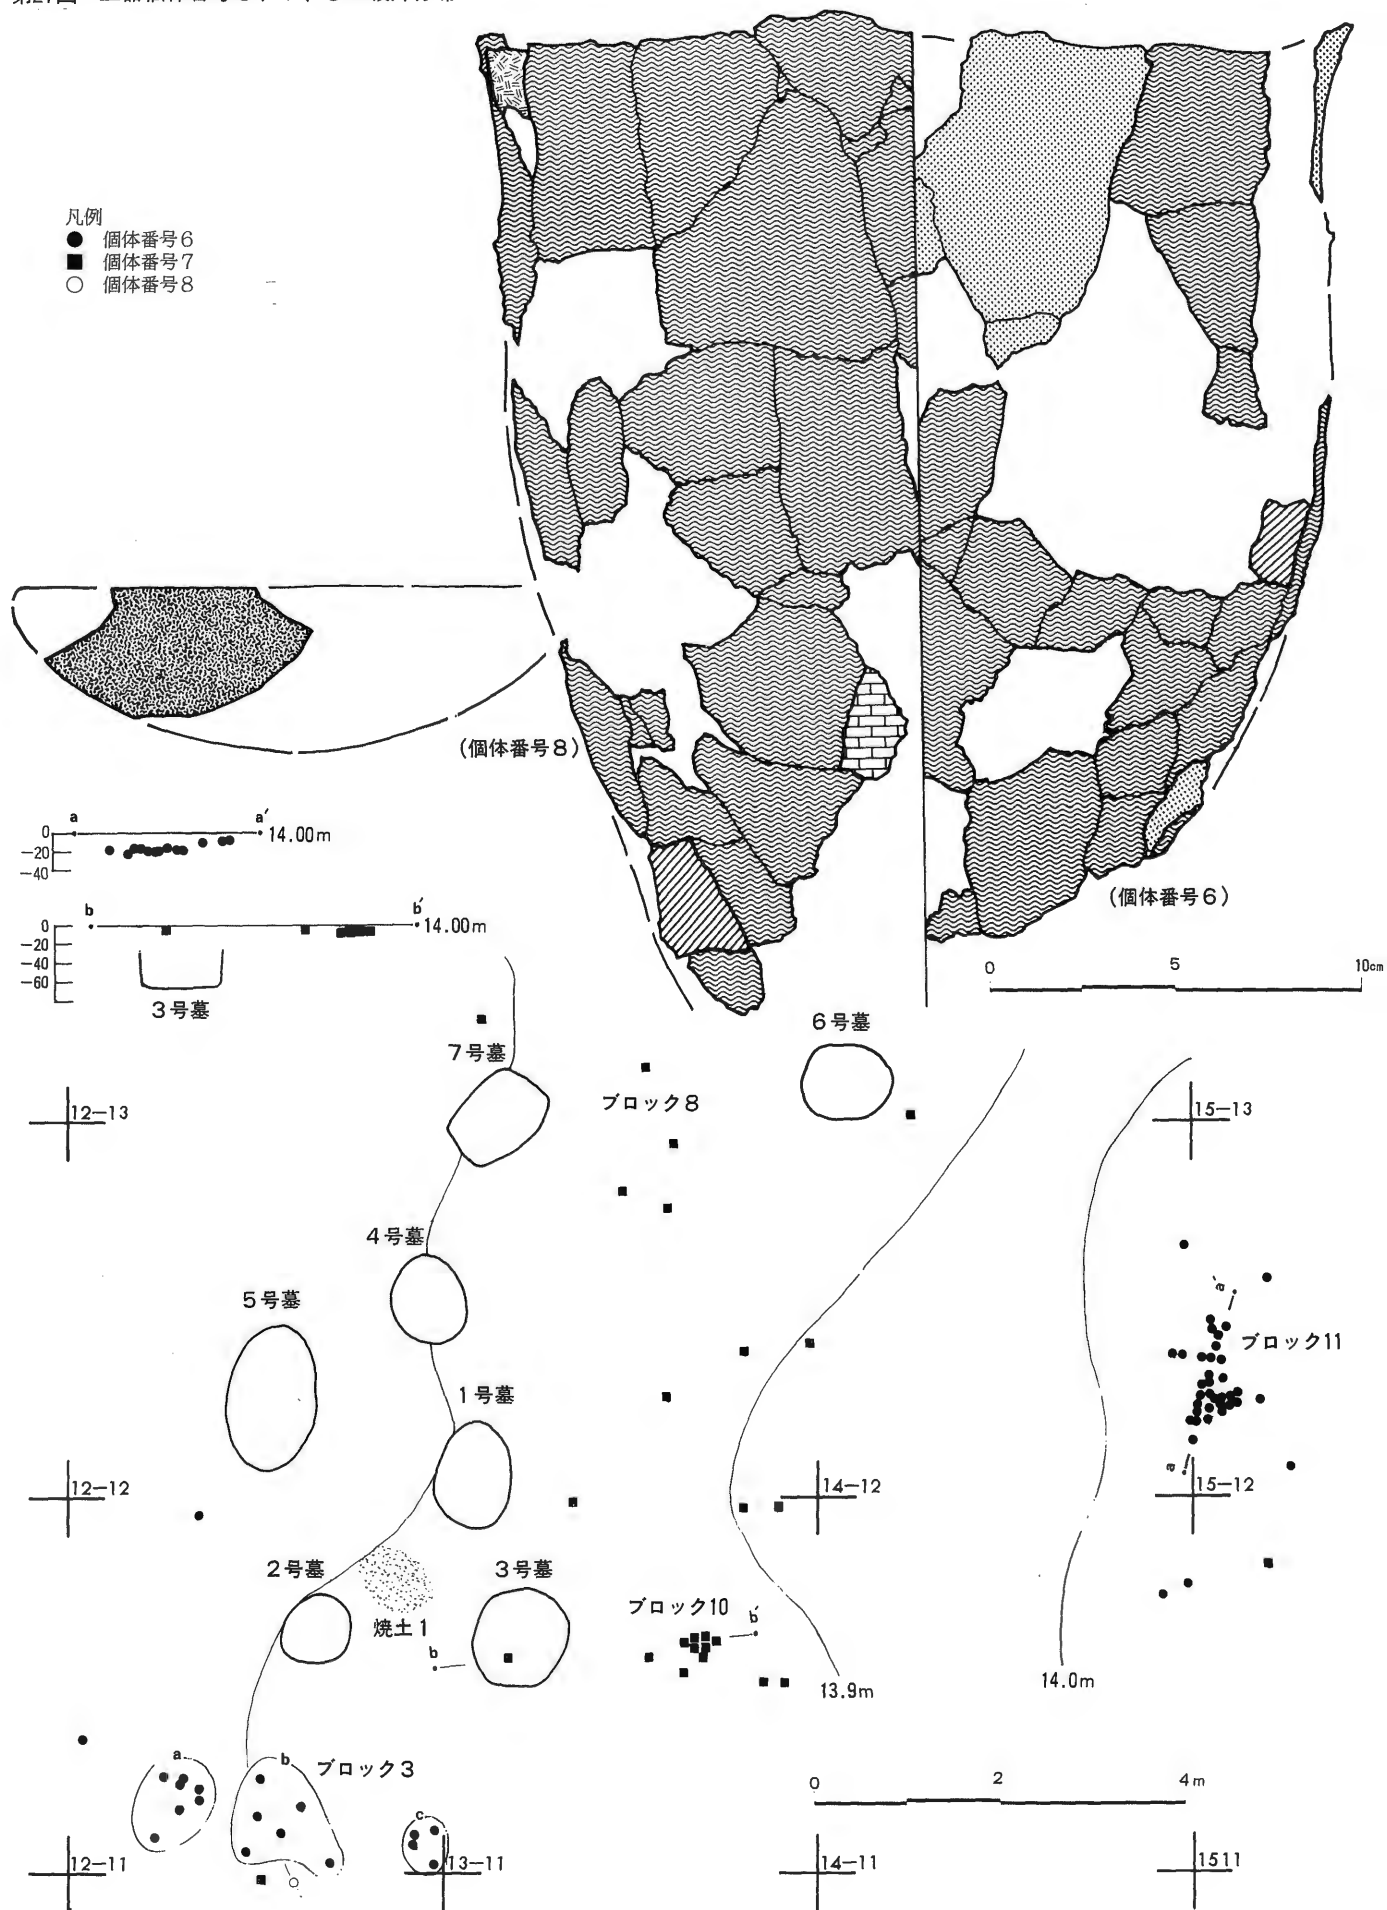 凡例
● 個体番号6
■ 個体番号7
○ 個体番号8
(個体番号8)
(個体番号6)
a a′
0 14.00m
-20
-40
b b′
0 14.00m
-20
-40
-60
3号墓
0 5 10cm
6号墓
7号墓
ブロック8
12-13
15-13
4号墓
5号墓
a′
ブロック11
1号墓
a
12-12
14-12
15-12
2号墓
3号墓
ブロック10
b′
焼土1
b
13.9m
14.0m
a
b
ブロック3
0 2 4m
c
12-11
13-11
14-11
1511